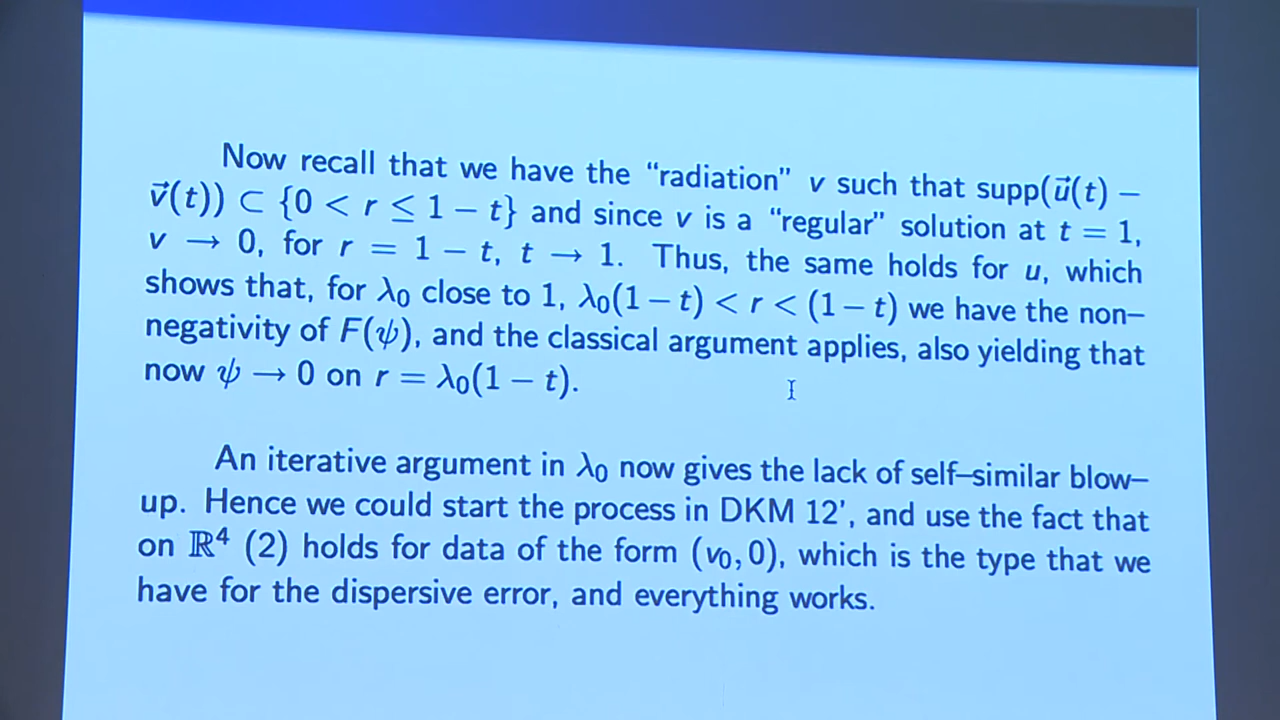 Now recall that we have the “radiation” v such that supp(u⃗(t) –
v⃗(t)) ⊂ {0 < r ≤ 1 – t} and since v is a “regular” solution at t = 1,
v → 0, for r = 1 – t, t → 1. Thus, the same holds for u, which
shows that, for λ₀ close to 1, λ₀(1 – t) < r < (1 – t) we have the non–
negativity of F(ψ), and the classical argument applies, also yielding that
now ψ → 0 on r = λ₀(1 – t).
An iterative argument in λ₀ now gives the lack of self–similar blow–
up. Hence we could start the process in DKM 12', and use the fact that
on ℝ⁴ (2) holds for data of the form (v₀, 0), which is the type that we
have for the dispersive error, and everything works.